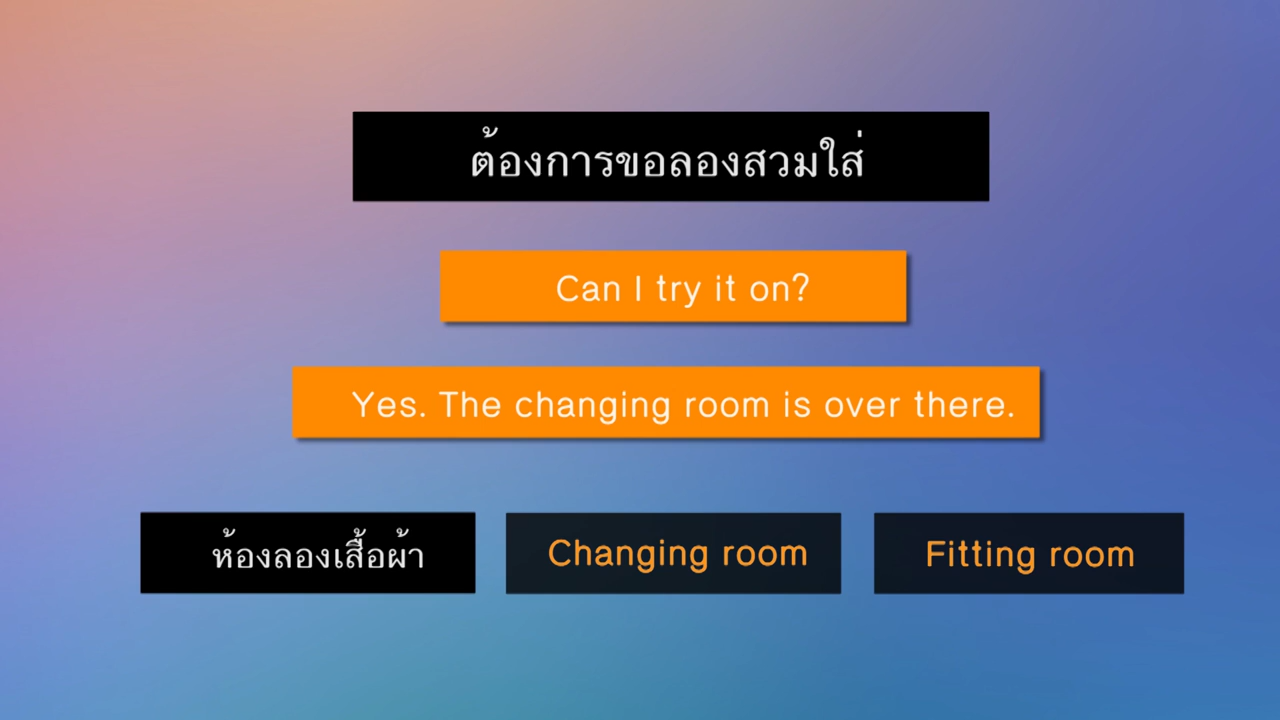 ต้องการขอลองสวมใส่
Can I try it on?
Yes. The changing room is over there.
ห้องลองเสื้อผ้า
Changing room
Fitting room